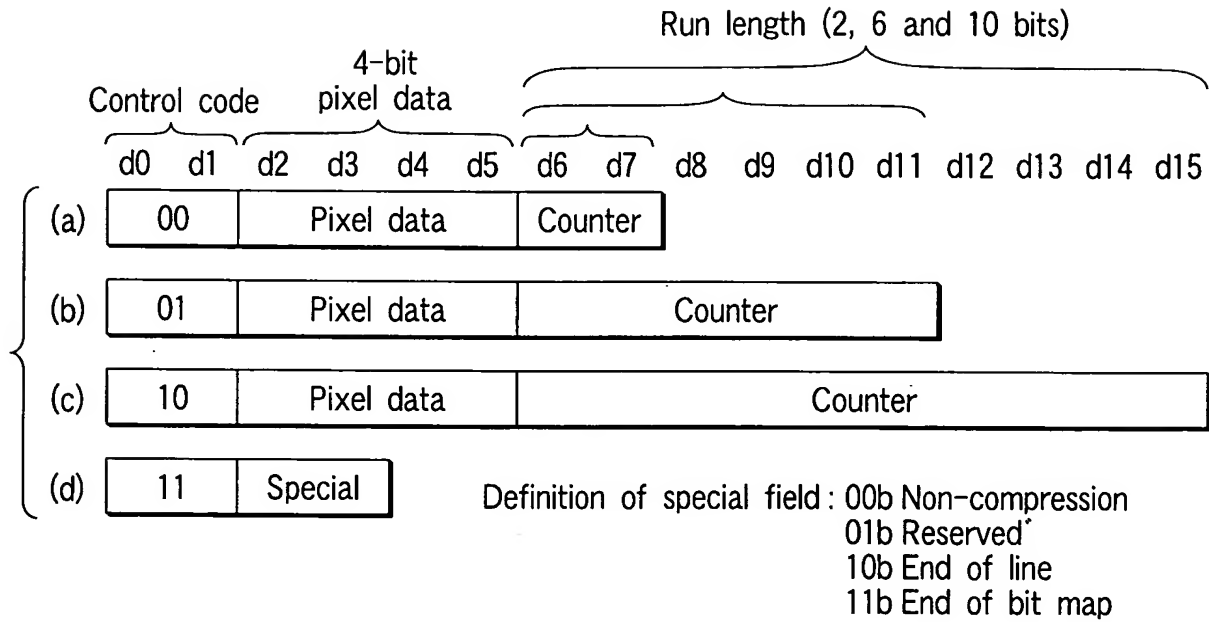 Run length (2, 6 and 10 bits)
4-bit
Control code pixel data
d0 d1 d2 d3 d4 d5 d6 d7 d8 d9 d10 d11 d12 d13 d14 d15
(a) 00 Pixel data Counter
(b) 01 Pixel data Counter
(c) 10 Pixel data Counter
(d) 11 Special
Definition of special field : 00b Non-compression
01b Reserved
10b End of line
11b End of bit map